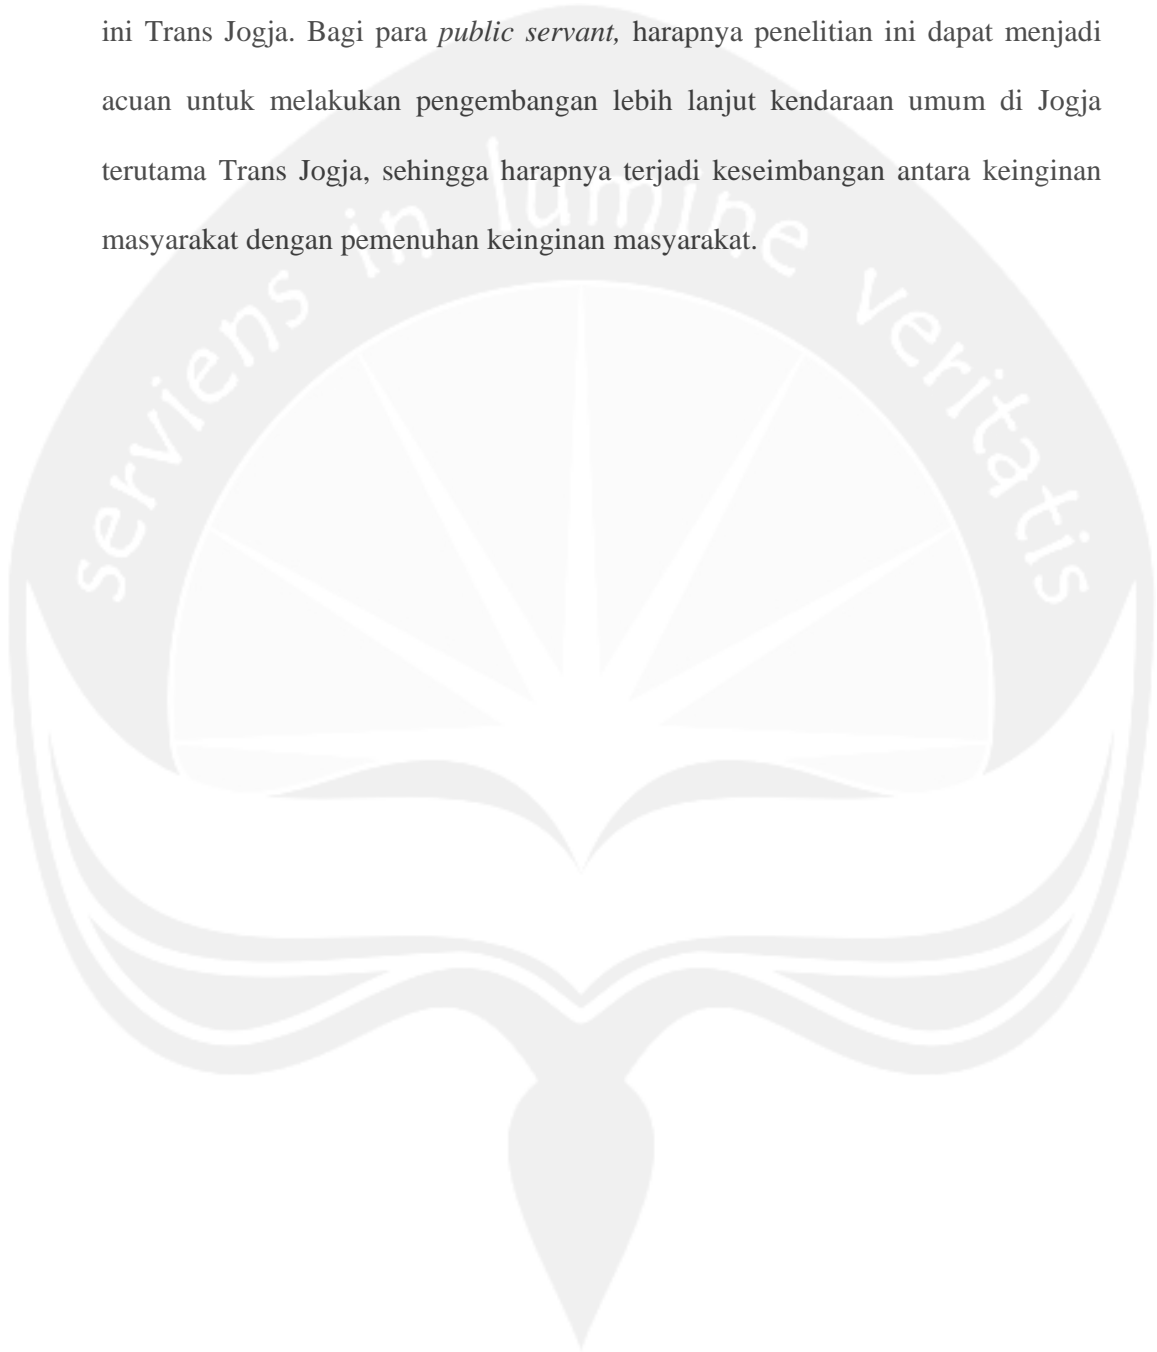 ini Trans Jogja. Bagi para public servant, harapnya penelitian ini dapat menjadi
acuan untuk melakukan pengembangan lebih lanjut kendaraan umum di Jogja
terutama Trans Jogja, sehingga harapnya terjadi keseimbangan antara keinginan
masyarakat dengan pemenuhan keinginan masyarakat.
serviens in lumine veritatis